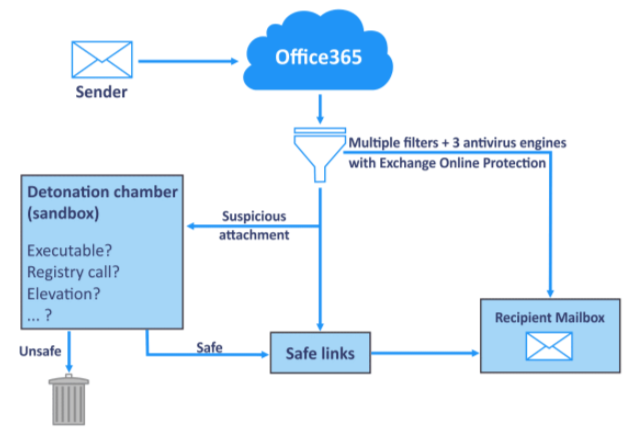 Office365
Sender
Multiple filters + 3 antivirus engines
with Exchange Online Protection
Detonation chamber
(sandbox)
Executable?
Registry call?
Elevation?
... ?
Suspicious
attachment
Recipient Mailbox
Unsafe
Safe
Safe links